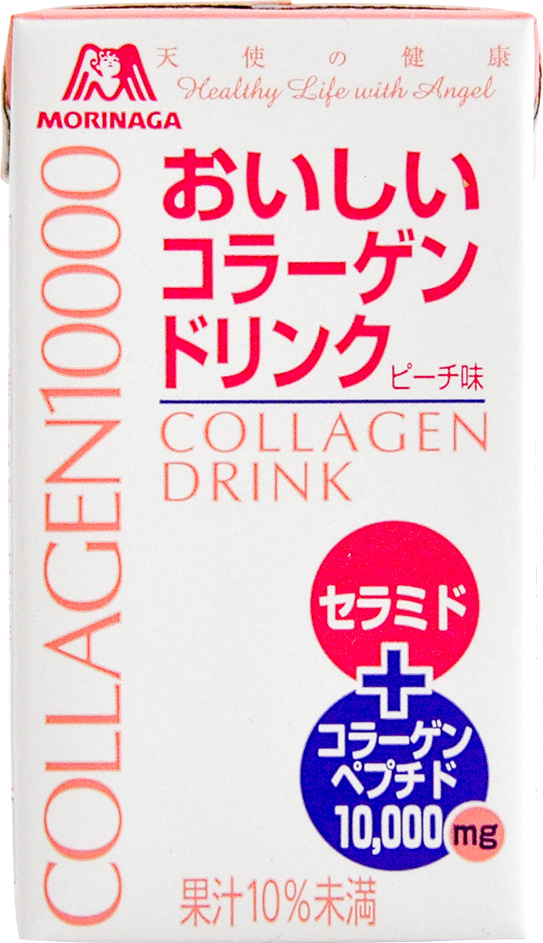 天使の健康
Healthy Life with Angel
MORINAGA
COLLAGEN10000
おいしい
コラーゲン
ドリンク
ピーチ味
COLLAGEN
DRINK
セラミド
+
コラーゲン
ペプチド
10,000mg
果汁10%未満